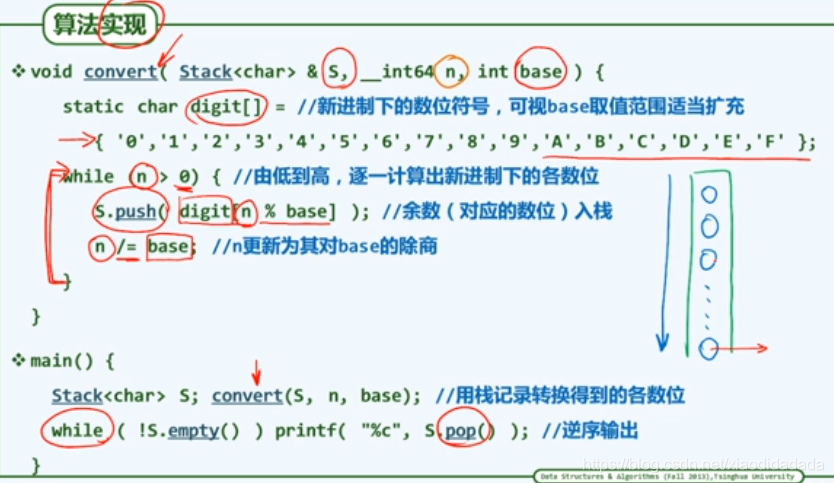 算法实现
❖void convert( Stack<char> & S, __int64 n, int base ) {
static char digit[] = //新进制下的数位符号，可视base取值范围适当扩充
{ '0','1','2','3','4','5','6','7','8','9','A','B','C','D','E','F' };
while (n > 0) { //由低到高，逐一计算出新进制下的各数位
S.push( digit[n % base] ); //余数（对应的数位）入栈
n /= base; //n更新为其对base的除商
}
}
❖main() {
Stack<char> S; convert(S, n, base); //用栈记录转换得到的各数位
while ( !S.empty() ) printf( "%c", S.pop() ); //逆序输出
}
https://blog.csdn.net/xiaodidadada
Data Structures & Algorithms (Fall 2013),Tsinghua University